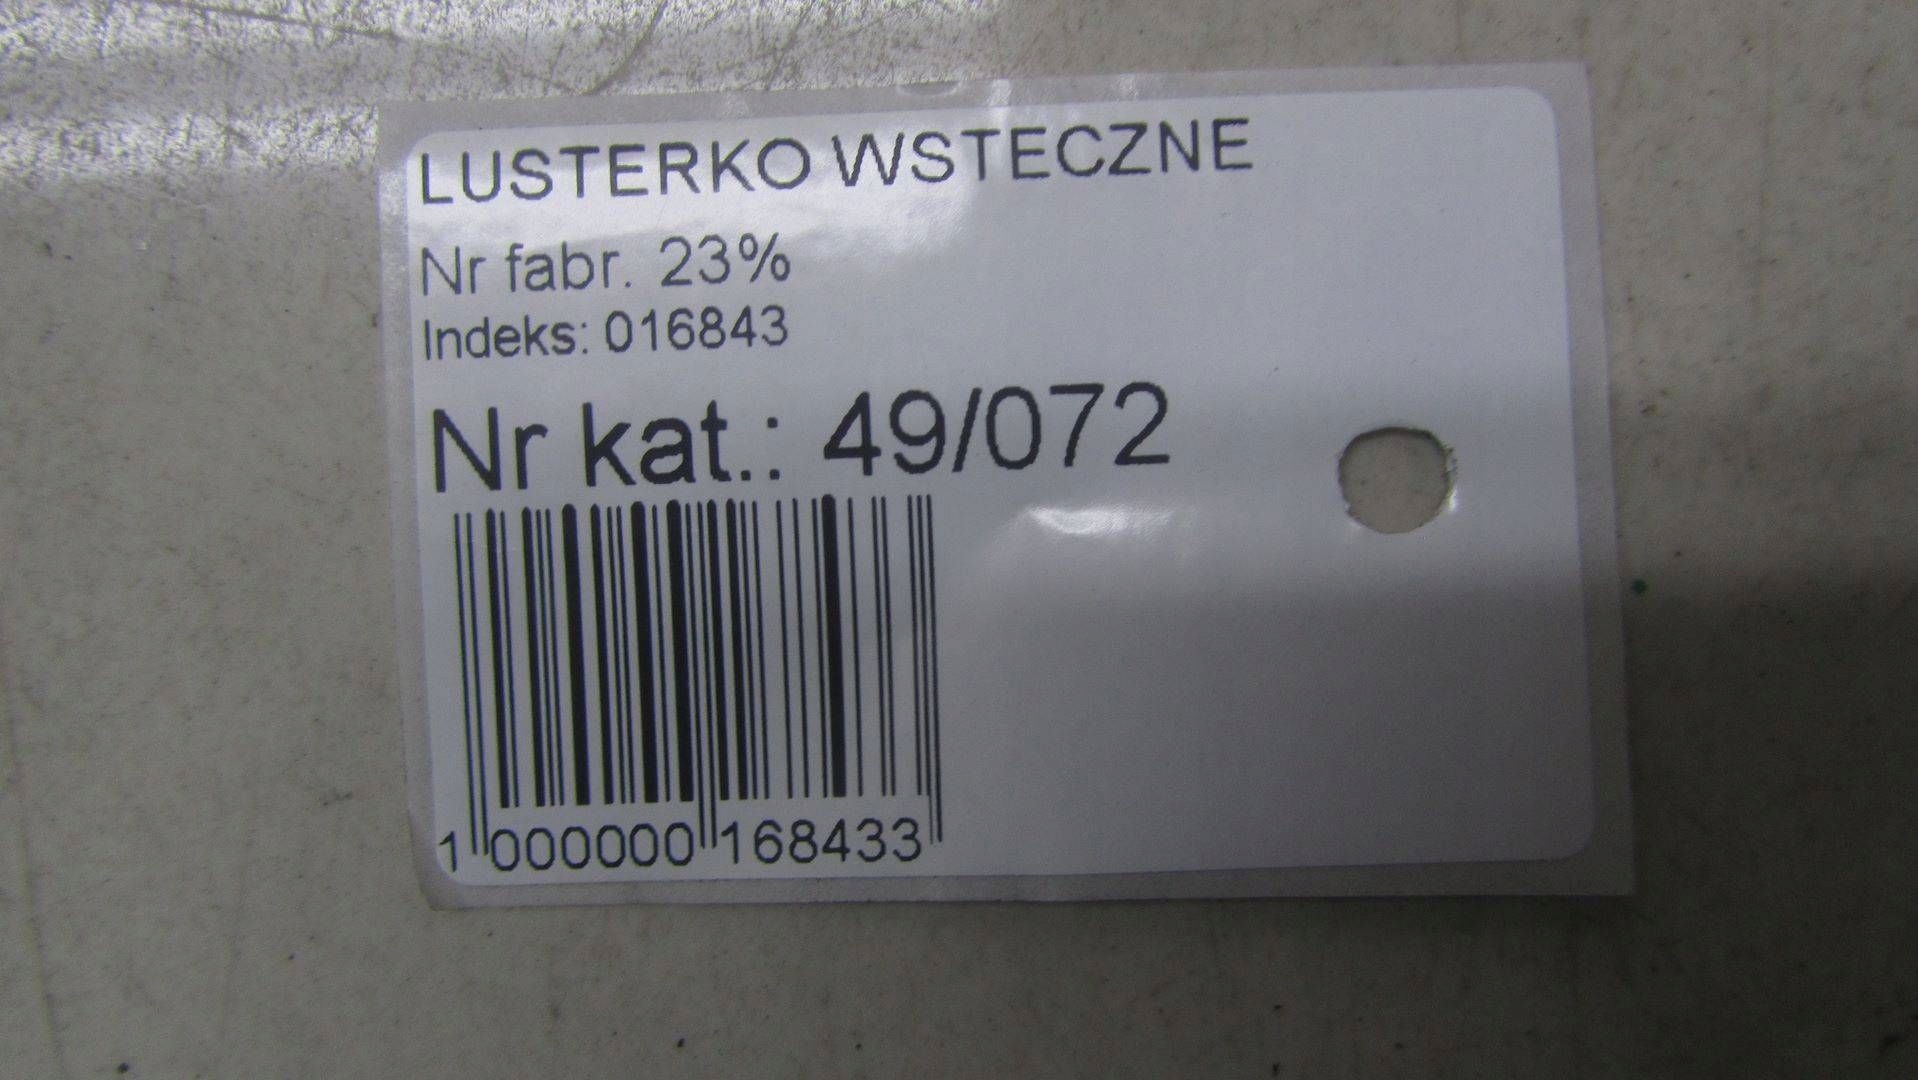 LUSTERKO WSTECZNE
Nr fabr. 23%
Indeks: 016843
Nr kat.: 49/072
1 000000 168433